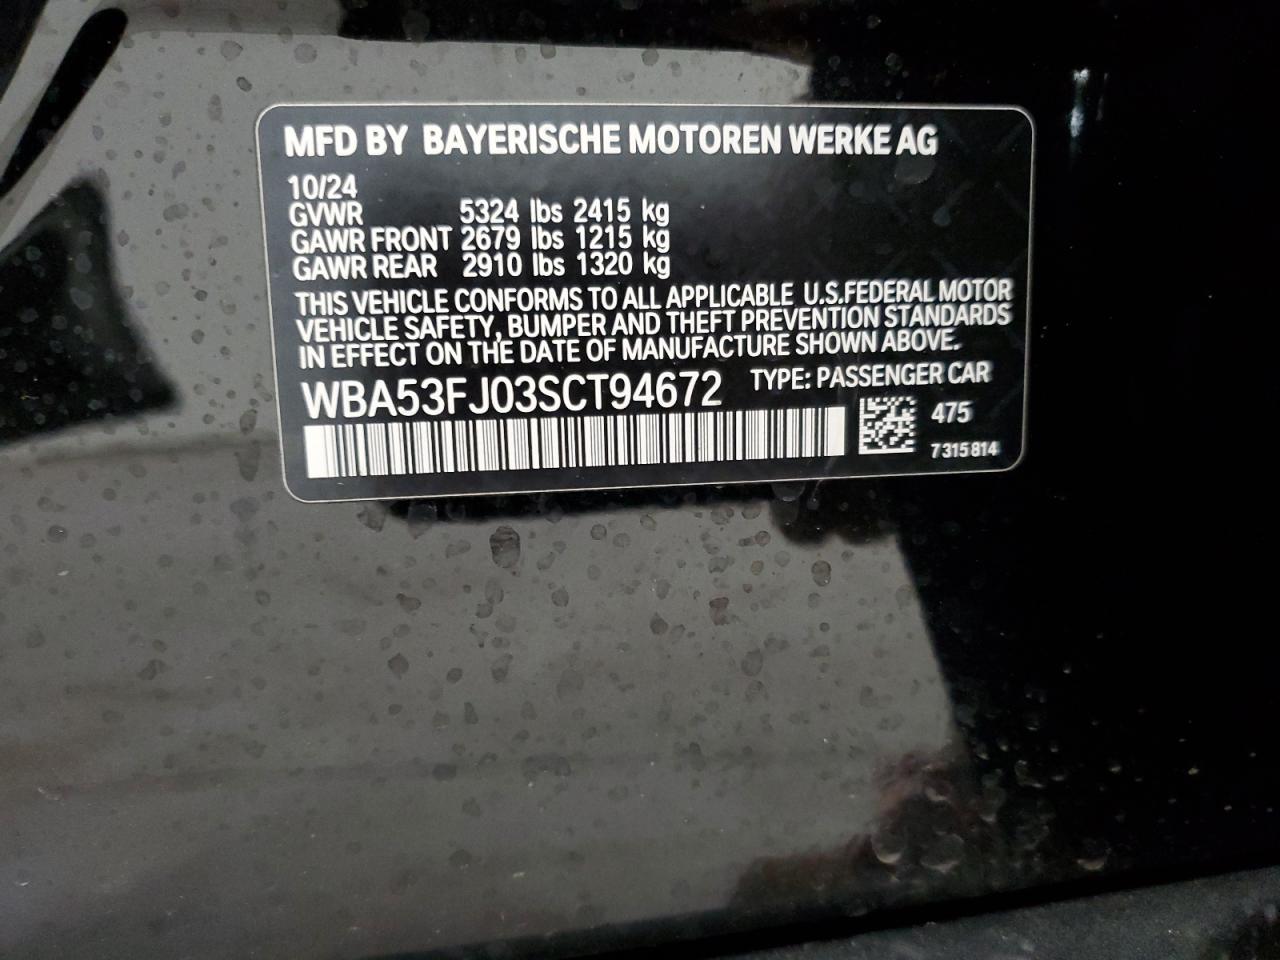 MFD BY BAYERISCHE MOTOREN WERKE AG
10/24
GVWR 5324 lbs 2415 kg
GAWR FRONT 2679 lbs 1215 kg
GAWR REAR 2910 lbs 1320 kg
THIS VEHICLE CONFORMS TO ALL APPLICABLE U.S.FEDERAL MOTOR
VEHICLE SAFETY, BUMPER AND THEFT PREVENTION STANDARDS
IN EFFECT ON THE DATE OF MANUFACTURE SHOWN ABOVE.
WBA53FJ03SCT94672 TYPE: PASSENGER CAR
475
7315814